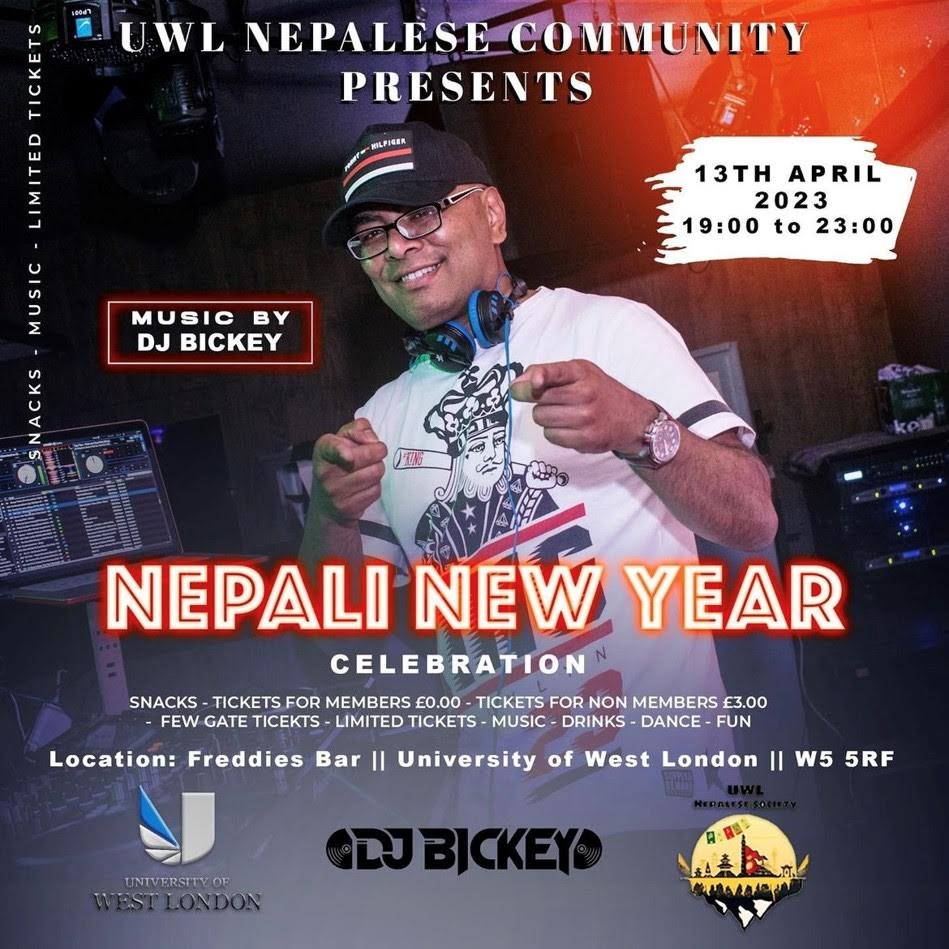 UWL NEPALESE COMMUNITY
PRESENTS
SNACKS - MUSIC - LIMITED TICKETS
LP001
HILFIGER
13TH APRIL
2023
19:00 to 23:00
MUSIC BY
DJ BICKEY
KING
NEPALI NEW YEAR
CELEBRATION
SNACKS - TICKETS FOR MEMBERS £0.00 - TICKETS FOR NON MEMBERS £3.00
- FEW GATE TICEKTS - LIMITED TICKETS - MUSIC - DRINKS - DANCE - FUN
Location: Freddies Bar || University of West London || W5 5RF
UNIVERSITY OF
WEST LONDON
DJ BICKEY
UWL
NEPALESE SOCIETY